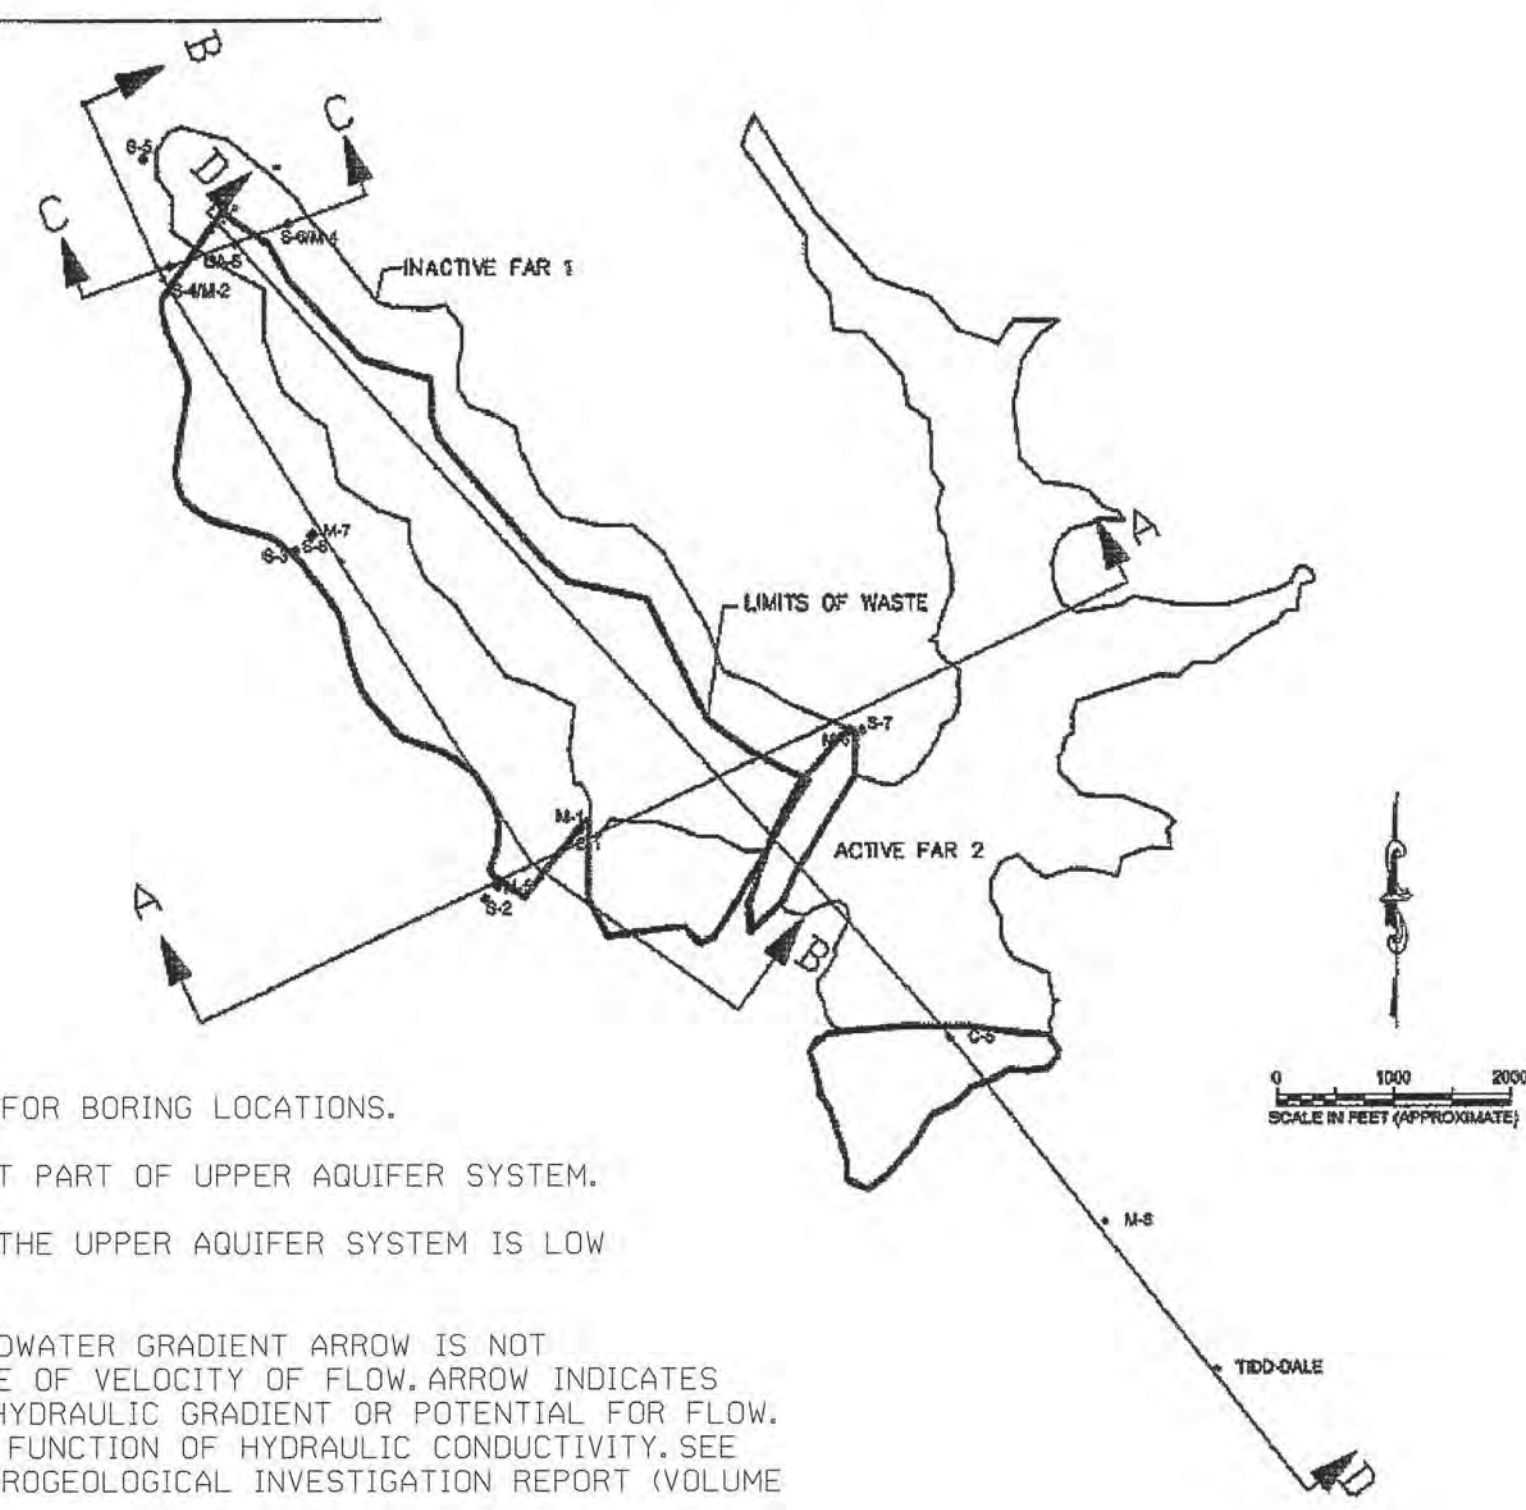 B
C
S-5
D
C
S-6/M-4
INACTIVE FAR 1
S-4/M-2
M-7
S-8
S-3
A
LIMITS OF WASTE
S-7
M-1
ACTIVE FAR 2
A
S-2
B
C-5
0 1000 2000
SCALE IN FEET (APPROXIMATE)
FOR BORING LOCATIONS.
T PART OF UPPER AQUIFER SYSTEM.
THE UPPER AQUIFER SYSTEM IS LOW
M-8
DWATER GRADIENT ARROW IS NOT
E OF VELOCITY OF FLOW. ARROW INDICATES
HYDRAULIC GRADIENT OR POTENTIAL FOR FLOW.
FUNCTION OF HYDRAULIC CONDUCTIVITY. SEE
ROGEOLOGICAL INVESTIGATION REPORT (VOLUME
TIDD-DALE
D